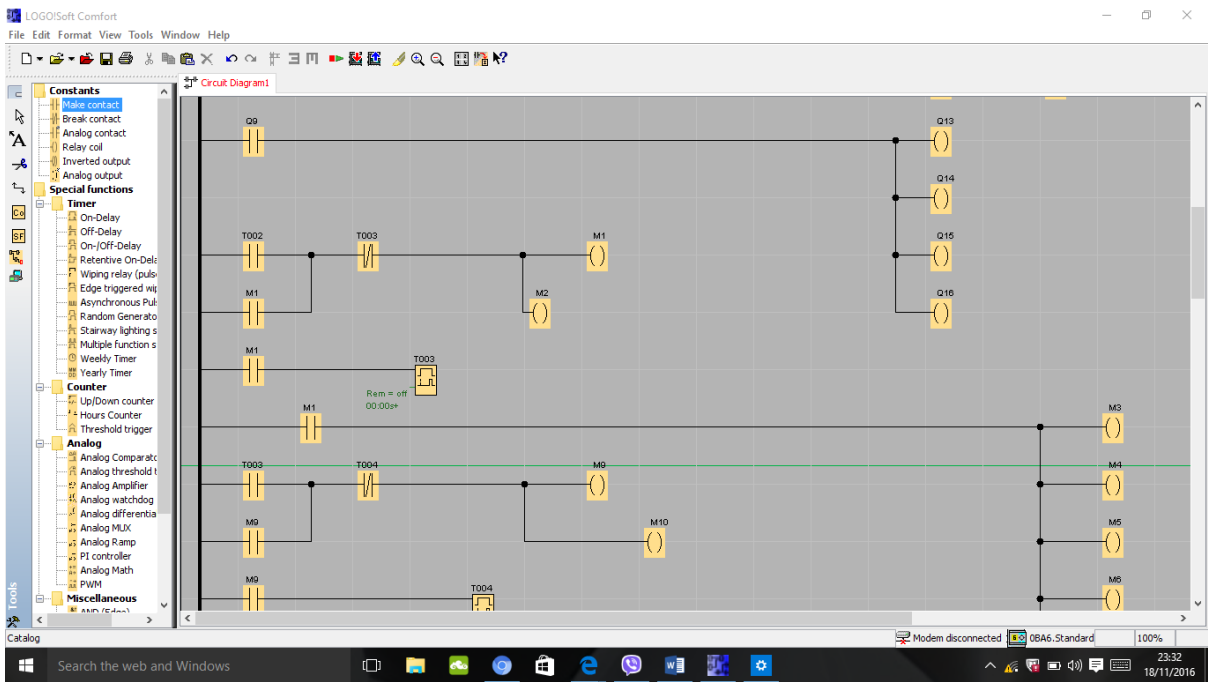 LOGO!Soft Comfort
File Edit Format View Tools Window Help
Circuit Diagram1
Constants
Make contact
Break contact
Analog contact
Relay coil
Inverted output
Analog output
Special functions
Timer
On-Delay
Off-Delay
On-/Off-Delay
Retentive On-Dela
Wiping relay (puls
Edge triggered wip
Asynchronous Puls
Random Generato
Stairway lighting s
Multiple function s
Weekly Timer
Yearly Timer
Counter
Up/Down counter
Hours Counter
Threshold trigger
Analog
Analog Comparato
Analog threshold t
Analog Amplifier
Analog watchdog
Analog differentia
Analog MUX
Analog Ramp
PI controller
Analog Math
PWM
Miscellaneous
AND (Edge)
Tools
Q9
Q13
Q14
T002 T003 M1 Q15
M1 M2 Q16
M1 T003
Rem = off
00:00s+
M1 M3
T003 T004 M9 M4
M9 M10 M5
M9 T004 M6
Catalog
Modem disconnected
0BA6.Standard
100%
Search the web and Windows
23:32
18/11/2016